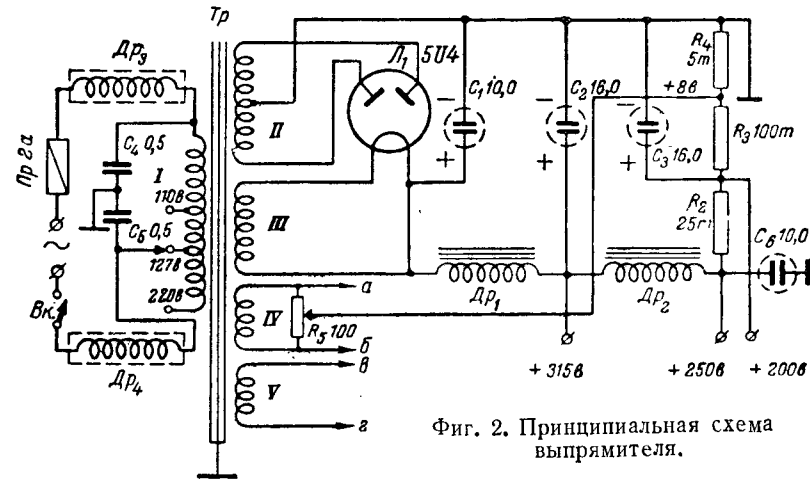 Тр
Др₃
Л₁ 5U4
R₄
5т
C₁ 10,0
C₂ 16,0
+8в
C₄ 0,5
II
R₃ 100т
Пр 2а
I
C₃ 16,0
110в
C₅ 0,5
III
R₂
C₆ 10,0
127в
~
220в
Др₁
Др₂
а
Вк
IV
R₅ 100
б
в
+ 315в
+ 250в
+ 200в
Др₄
V
г
Фиг. 2. Принципиальная схема
выпрямителя.